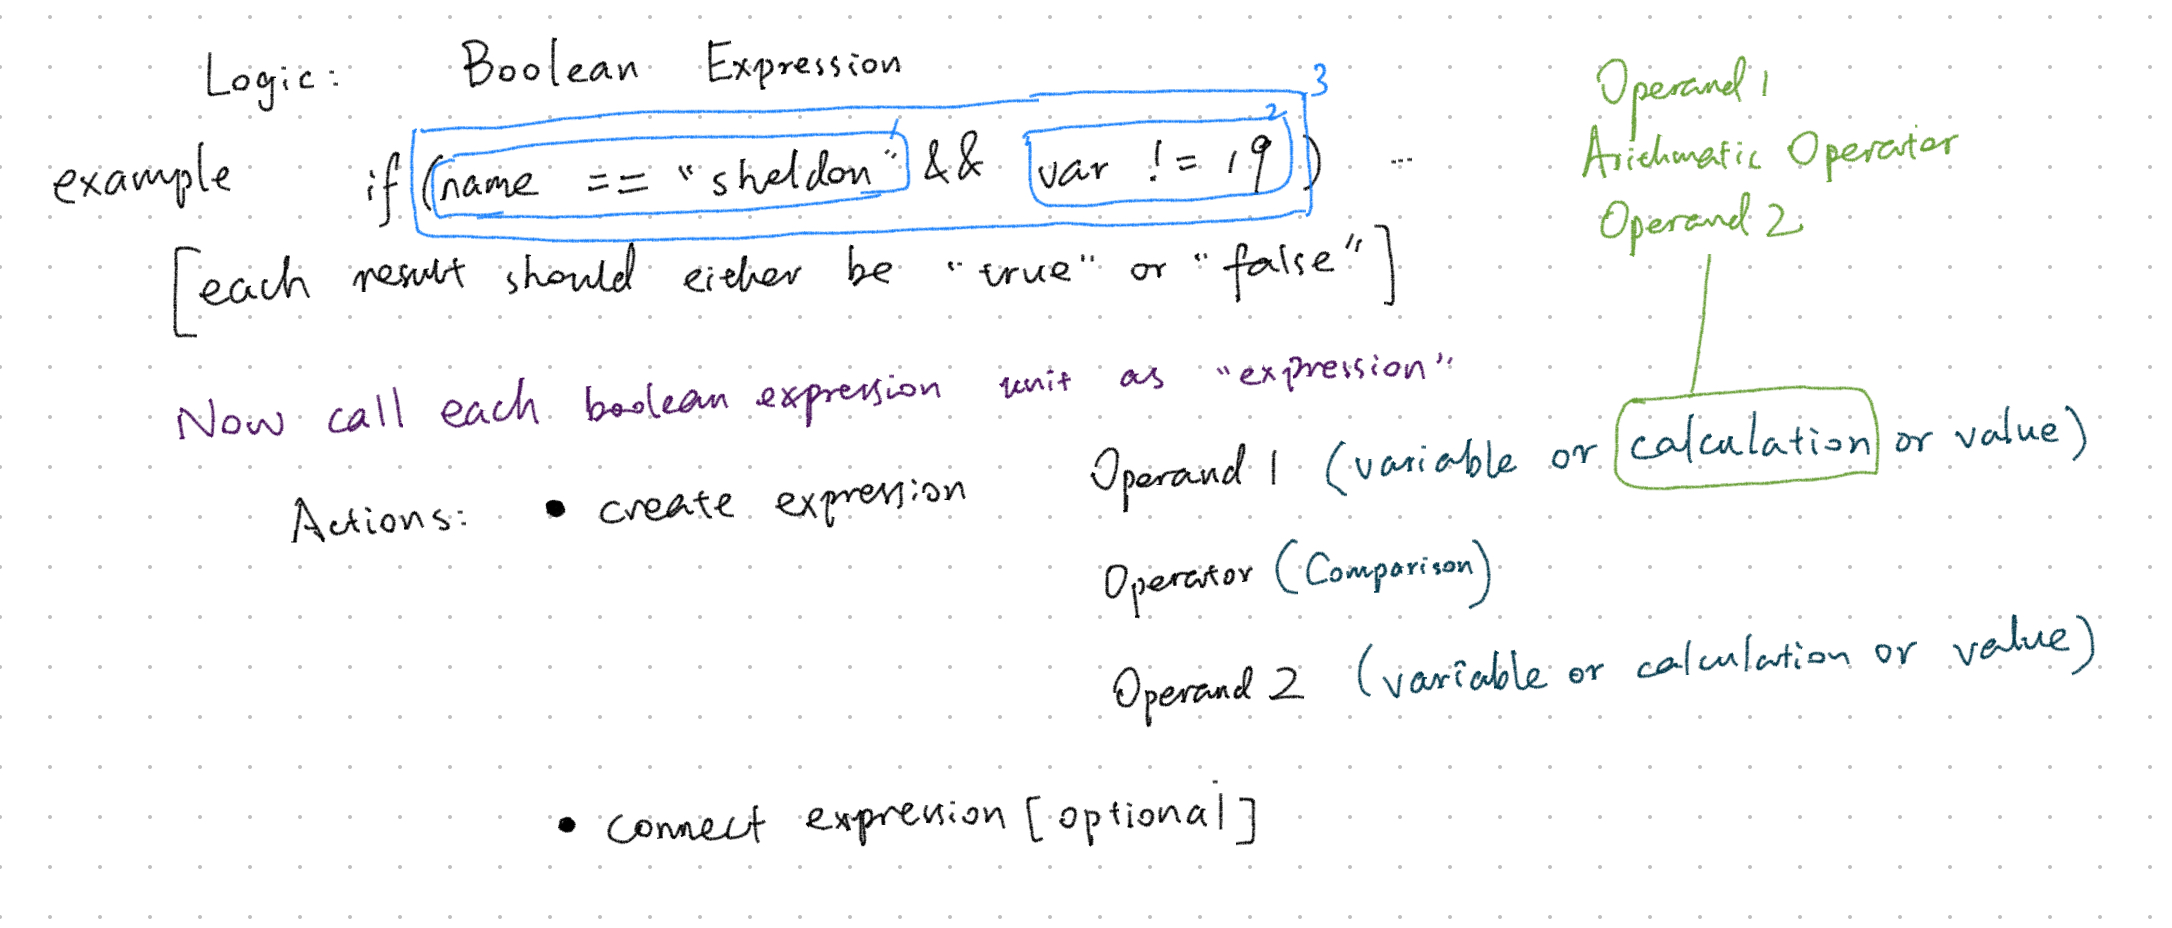 Logic: Boolean Expression
example if (name == "sheldon" && var != 19) ...
1
2
3
[each result should either be "true" or "false"]
Operand 1
Arichmatic Operator
Operand 2
Now call each boolean expression unit as "expression"
Actions: • create expression
Operand 1 (variable or calculation or value)
Operator (Comparison)
Operand 2 (variable or calculation or value)
• connect expression [optional]